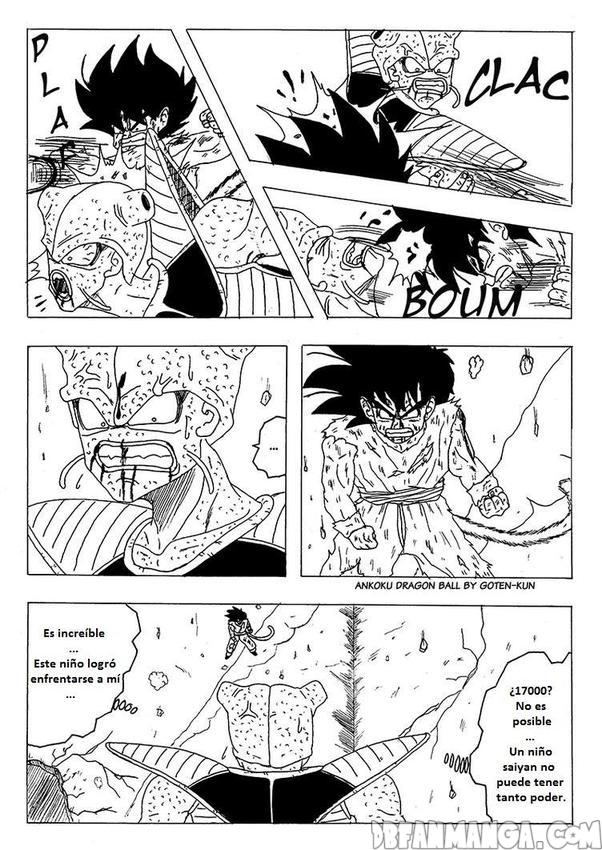 PLAF
CLAC
BOUM
...
ANKOKU DRAGON BALL BY GOTEN-KUN
Es increíble
...
Este niño logró
enfrentarse a mí
...
¿17000?
No es
posible
...
Un niño
saiyan no
puede tener
tanto poder.
DBFANMANGA.COM